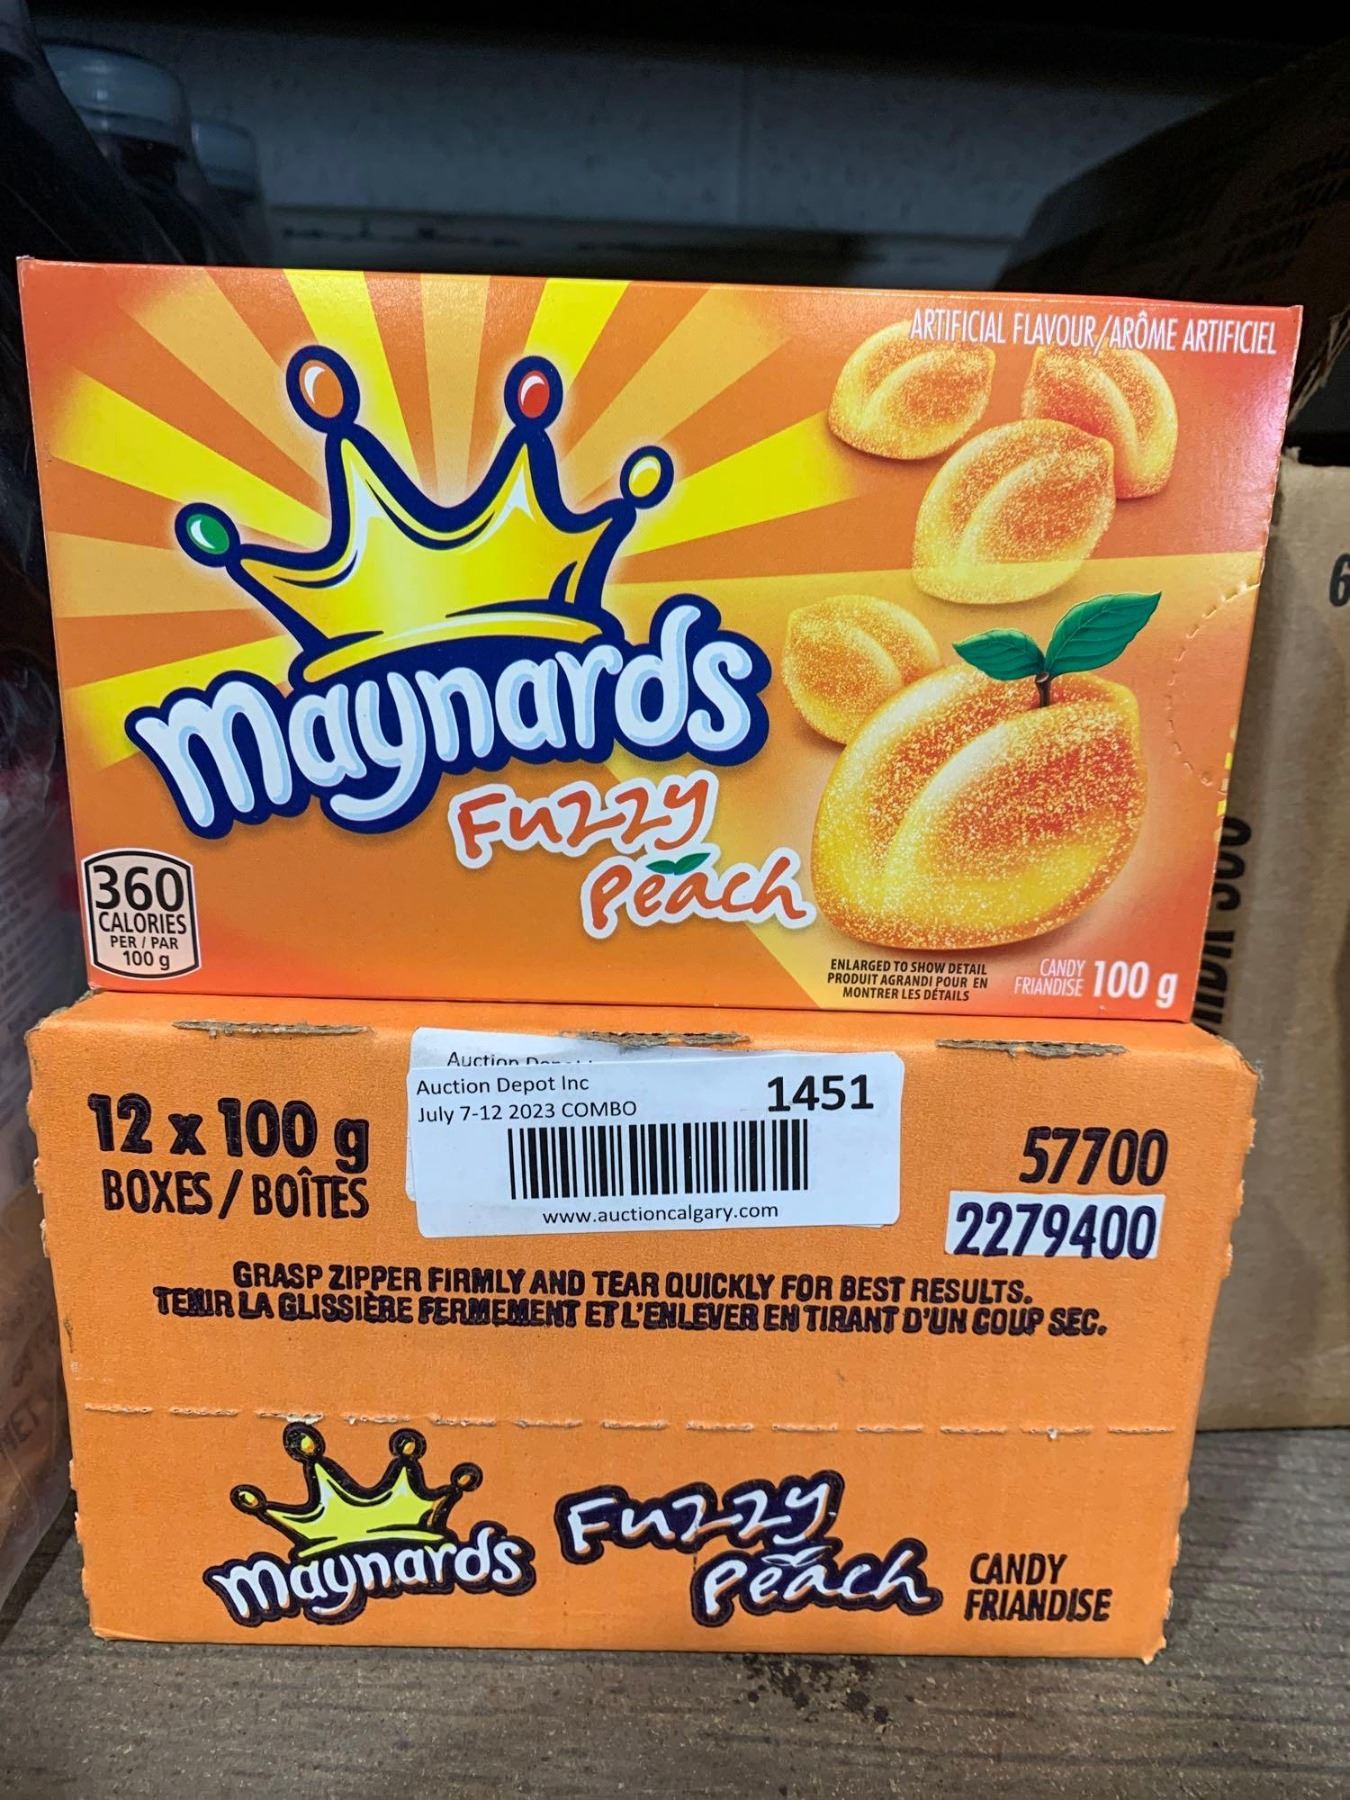 ARTIFICIAL FLAVOUR/ARÔME ARTIFICIEL
maynards
Fuzzy
Peach
360
CALORIES
PER / PAR
100 g
ENLARGED TO SHOW DETAIL
PRODUIT AGRANDI POUR EN
MONTRER LES DÉTAILS
CANDY
FRIANDISE
100 g
12 x 100 g
BOXES / BOÎTES
Auction
Auction Depot Inc
1451
July 7-12 2023 COMBO
www.auctioncalgary.com
57700
2279400
GRASP ZIPPER FIRMLY AND TEAR QUICKLY FOR BEST RESULTS.
TENIR LA GLISSIÈRE FERMEMENT ET L'ENLEVER EN TIRANT D'UN COUP SEC.
maynards
Fuzzy
Peach
CANDY
FRIANDISE
6